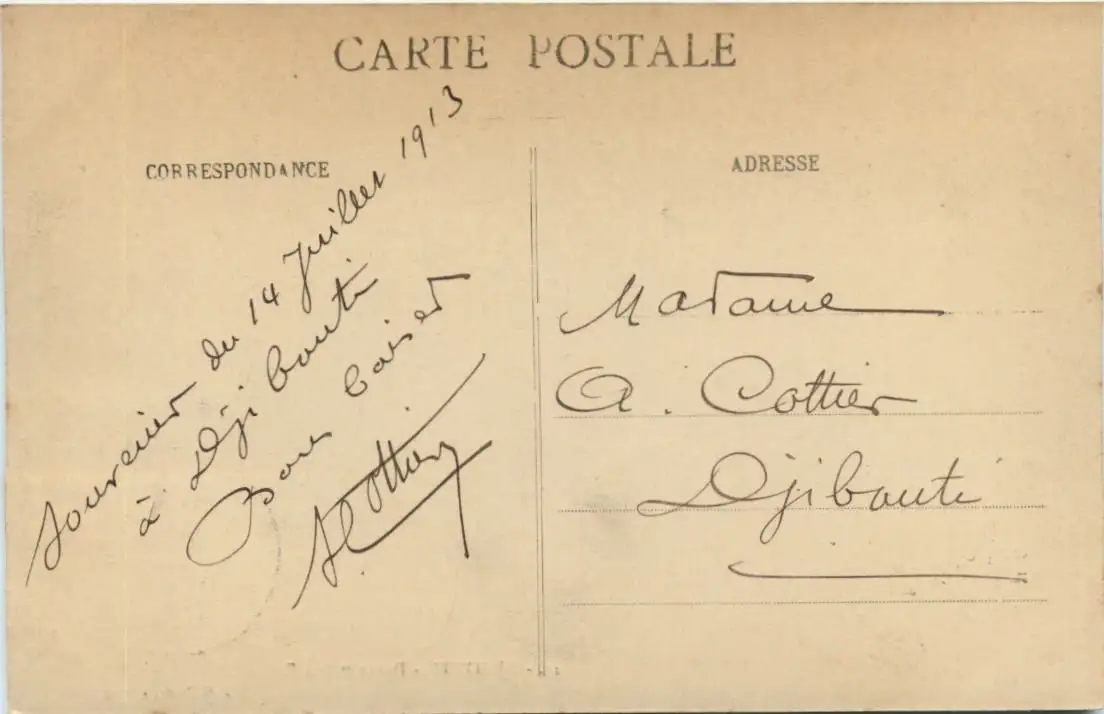 CARTE POSTALE
CORRESPONDANCE
ADRESSE
Souvenir du 14 Juillet 1913
à Djibouti
Bons baisers
Cottier
Madame
A. Cottier
Djibouti